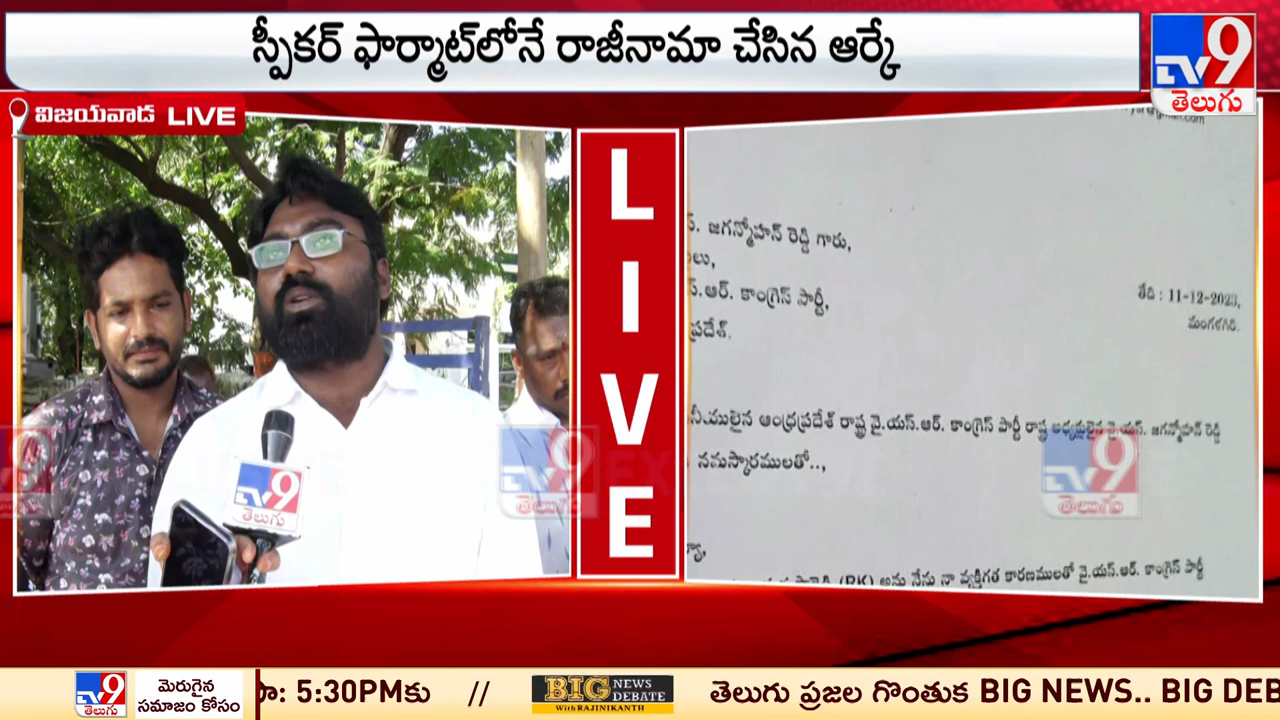 స్పీకర్ ఫార్మాట్‌లోనే రాజీనామా చేసిన ఆర్కే
TV9
తెలుగు
విజయవాడ LIVE
LIVE
జగన్మోహన్ రెడ్డి గారు,
తేది : 11-12-2023,
మంగళగిరి.
కాంగ్రెస్ పార్టీ,
ఆంధ్రప్రదేశ్ రాష్ట్ర వై.యస్.ఆర్. కాంగ్రెస్ పార్టీ రాష్ట్ర అధ్యక్షులైన వై.యస్. జగన్మోహన్ రెడ్డి
నమస్కారములతో..,
(RK) అను నేను నా వ్యక్తిగత కారణములతో వై.యస్.ఆర్. కాంగ్రెస్ పార్టీ
TV9
తెలుగు
TV9
తెలుగు
TV9
తెలుగు
TV9
తెలుగు
మెరుగైన
సమాజం కోసం
5:30PMకు // BIG NEWS DEBATE With RAJINIKANTH తెలుగు ప్రజల గొంతుక BIG NEWS.. BIG DEB